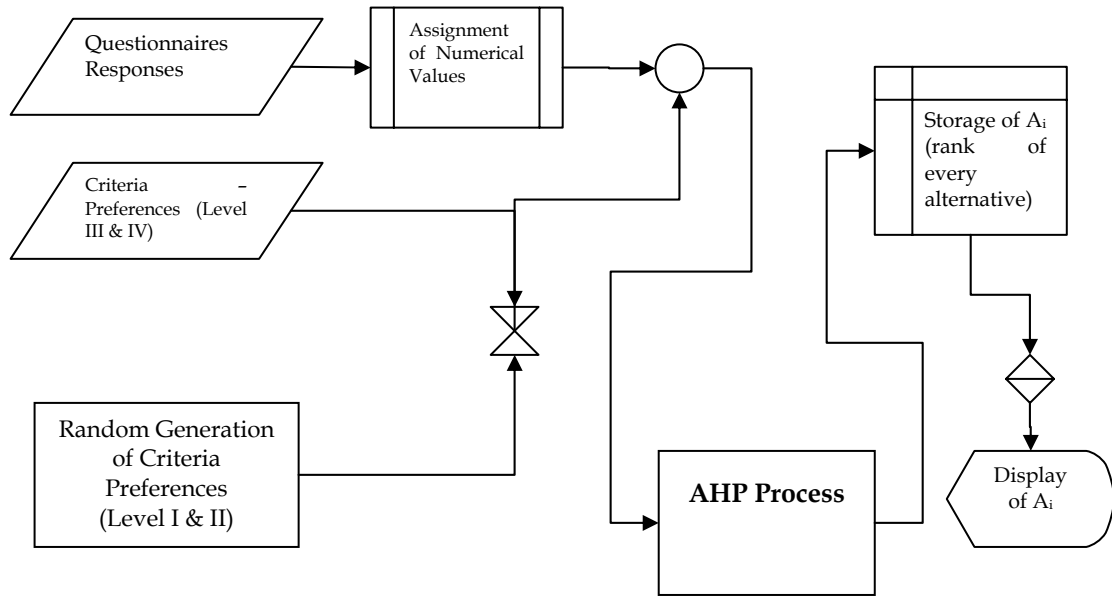 Questionnaires
Responses
Assignment
of Numerical
Values
Criteria –
Preferences (Level
III & IV)
Random Generation
of Criteria
Preferences
(Level I & II)
AHP Process
Storage of Aᵢ
(rank of
every
alternative)
Display
of Aᵢ